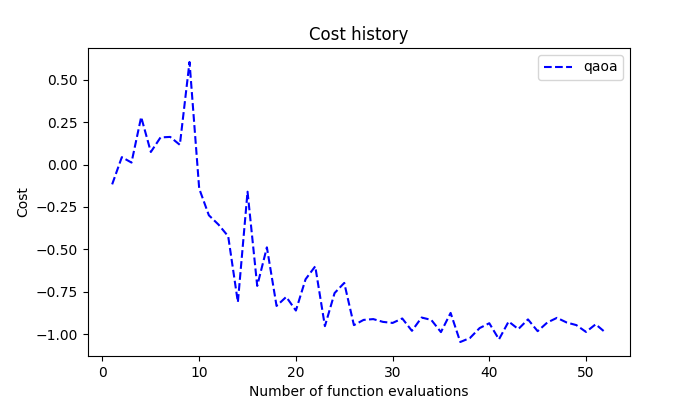 Cost history
qaoa
0.50
0.25
0.00
−0.25
−0.50
−0.75
−1.00
Cost
0 10 20 30 40 50
Number of function evaluations